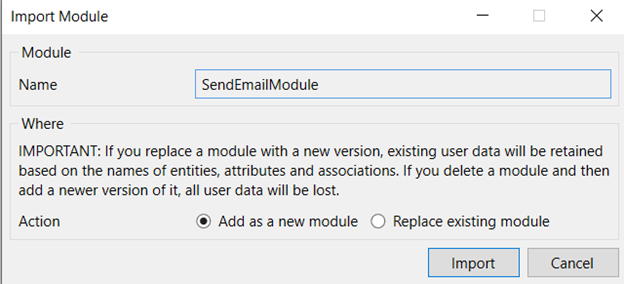 Import Module
Module
Name SendEmailModule
Where
IMPORTANT: If you replace a module with a new version, existing user data will be retained
based on the names of entities, attributes and associations. If you delete a module and then
add a newer version of it, all user data will be lost.
Action Add as a new module Replace existing module
Import Cancel